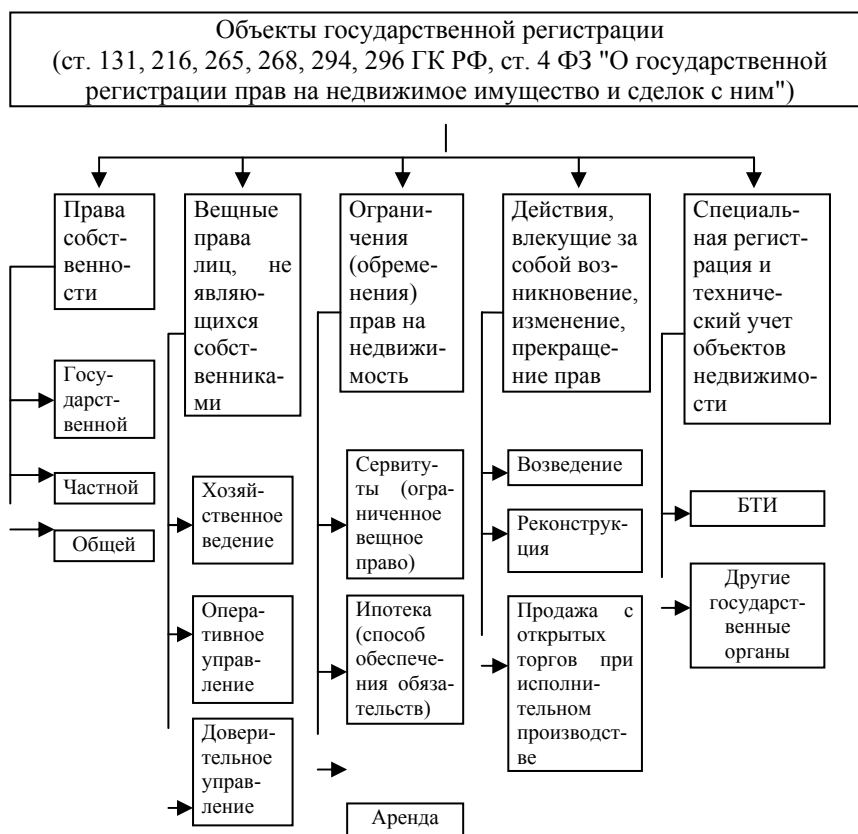 Объекты государственной регистрации
(ст. 131, 216, 265, 268, 294, 296 ГК РФ, ст. 4 ФЗ "О государственной
регистрации прав на недвижимое имущество и сделок с ним")
Права
собст-
венно-
сти
Госу-
дарст-
венной
Частной
Общей
Вещные
права
лиц, не
являю-
щихся
собст-
венника-
ми
Хозяй-
ственное
ведение
Опера-
тивное
управ-
ление
Довери-
тельное
управ-
ление
Ограни-
чения
(обреме-
нения)
прав на
недвижи-
мость
Сервиту-
ты (огра-
ниченное
вещное
право)
Ипотека
(способ
обеспече-
ния обяза-
тельств)
Аренда
Действия,
влекущие за
собой воз-
никновение,
изменение,
прекраще-
ние прав
Возведение
Реконструк-
ция
Продажа с
открытых
торгов при
исполни-
тельном
производст-
ве
Специаль-
ная регист-
рация и
техниче-
ский учет
объектов
недвижимо-
сти
БТИ
Другие
государст-
венные
органы